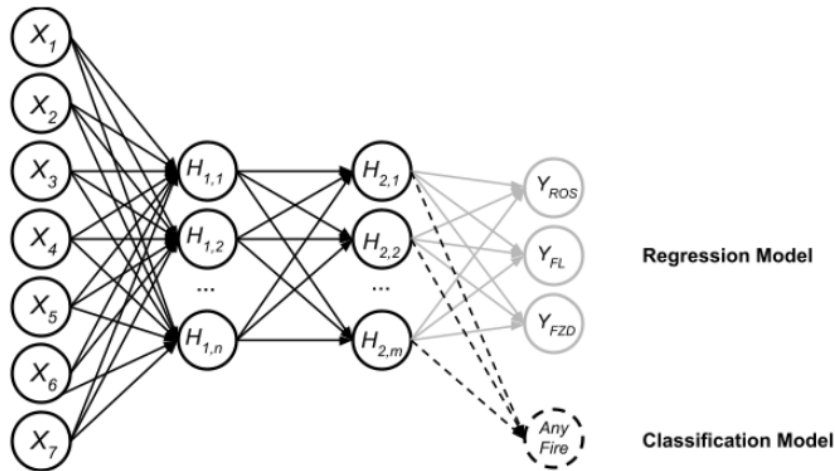 X1
X2
X3
X4
X5
X6
X7
H1,1
H1,2
...
H1,n
H2,1
H2,2
...
H2,m
YROS
YFL
YFZD
Any
Fire
Regression Model
Classification Model